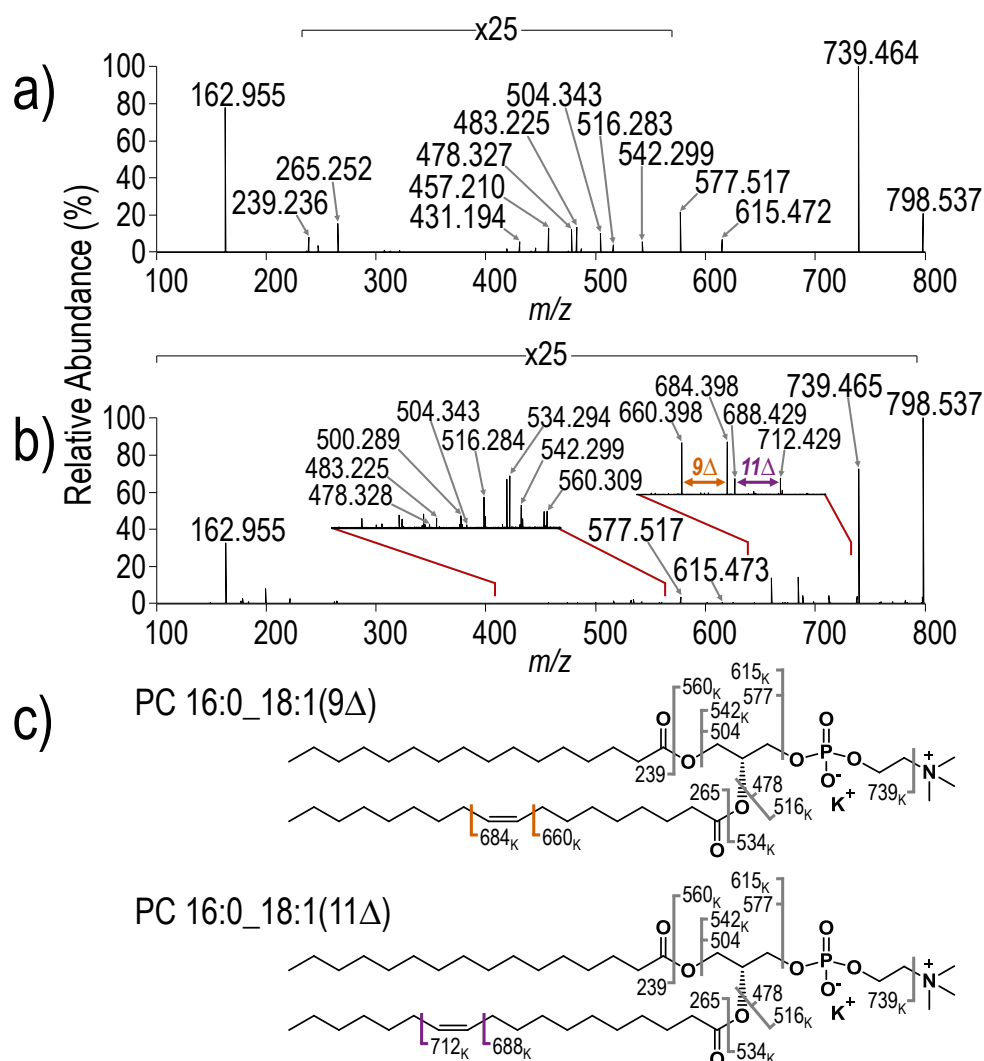 x25
a)
Relative Abundance (%)
100
80
60
40
20
0
162.955
239.236
265.252
431.194
457.210
478.327
483.225
504.343
516.283
542.299
577.517
615.472
739.464
798.537
100 200 300 400 500 600 700 800
m/z
x25
b)
100
80
60
40
20
0
162.955
478.328
483.225
500.289
504.343
516.284
534.294
542.299
560.309
577.517
615.473
660.398
684.398
688.429
712.429
9Δ
11Δ
739.465
798.537
100 200 300 400 500 600 700 800
m/z
c)
PC 16:0_18:1(9Δ)
615K
577
560K
542K
504
239
O
O
O
O
P
O
O-
K+
N+
739K
265
478
516K
O
O
534K
684K
660K
PC 16:0_18:1(11Δ)
615K
577
560K
542K
504
239
O
O
O
O
P
O
O-
K+
N+
739K
265
478
516K
O
O
534K
712K
688K